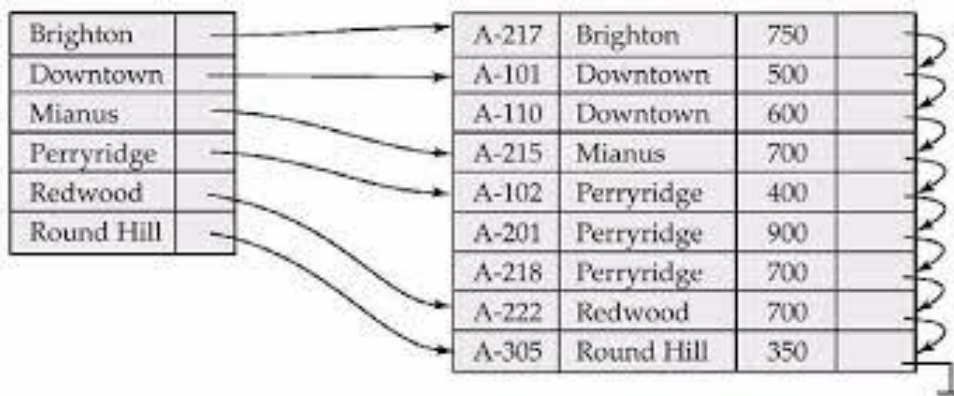 Brighton
Downtown
Mianus
Perryridge
Redwood
Round Hill
A-217 Brighton 750
A-101 Downtown 500
A-110 Downtown 600
A-215 Mianus 700
A-102 Perryridge 400
A-201 Perryridge 900
A-218 Perryridge 700
A-222 Redwood 700
A-305 Round Hill 350